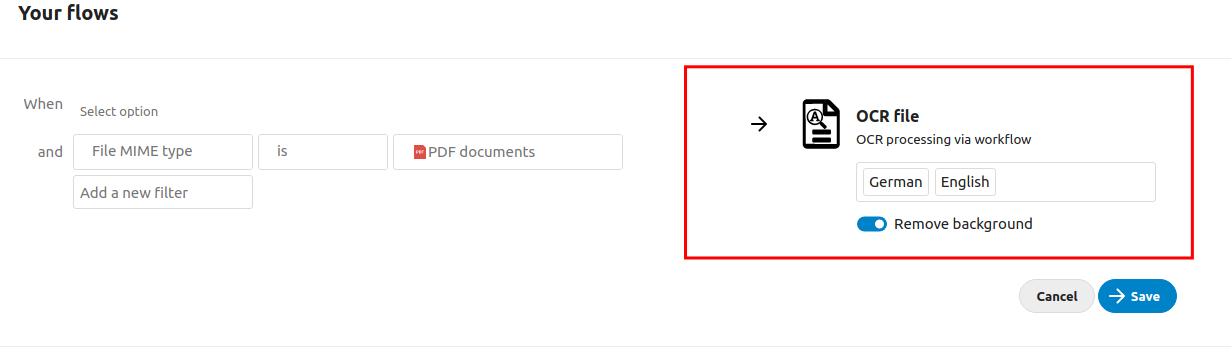 Your flows
When Select option
and File MIME type is PDF documents
Add a new filter
OCR file
OCR processing via workflow
German English
Remove background
Cancel Save